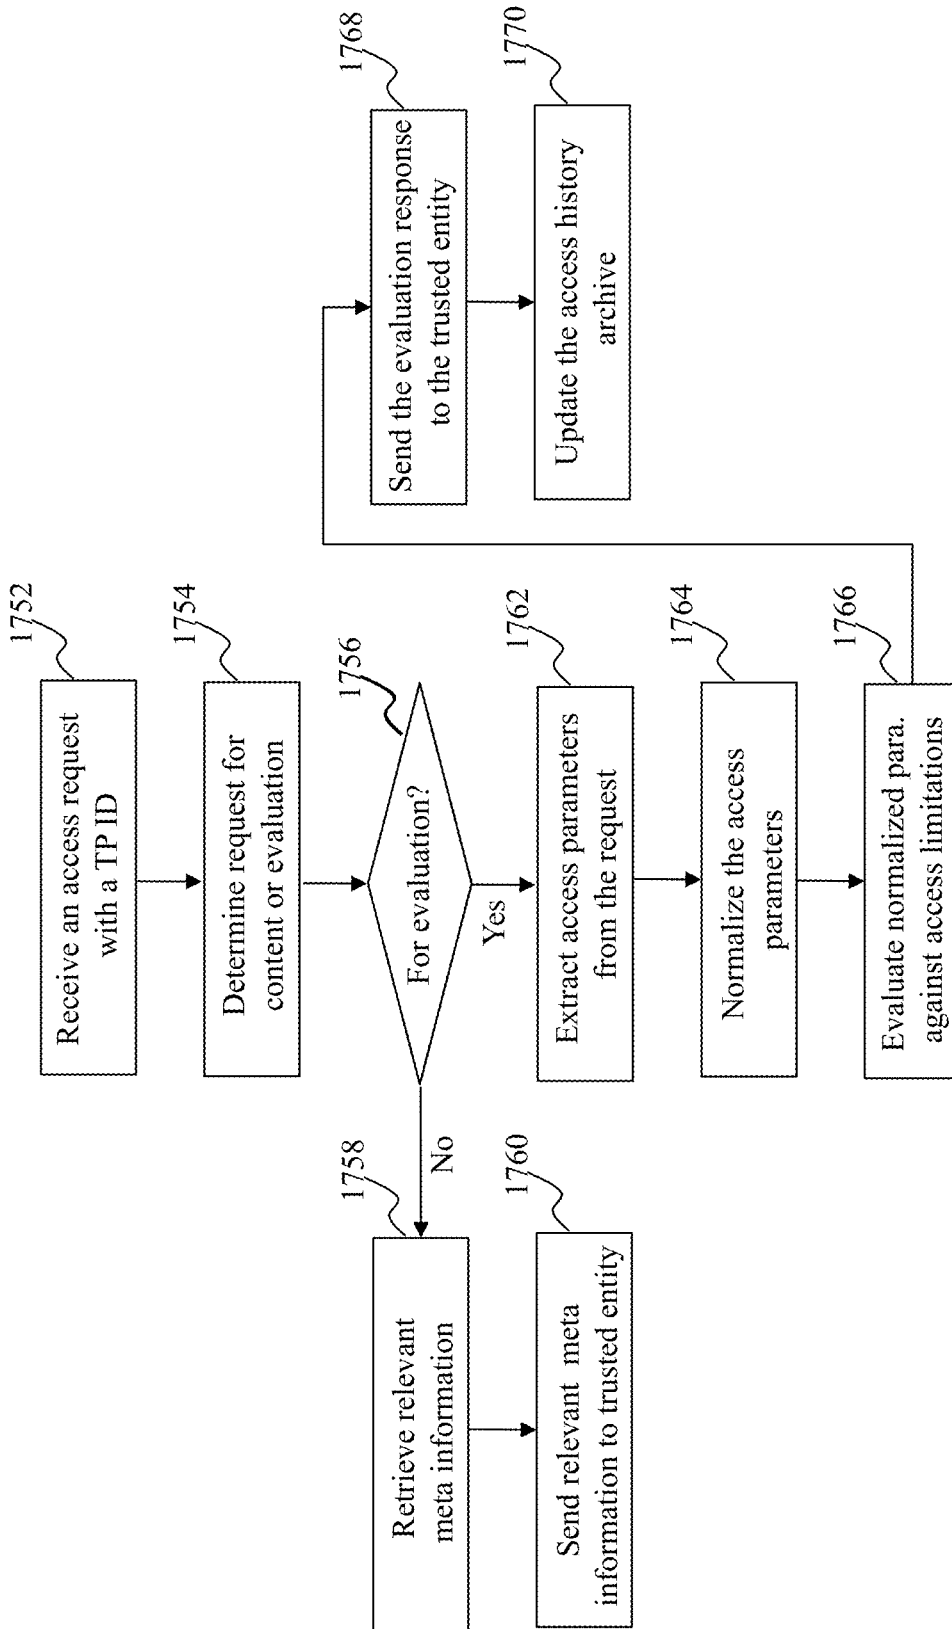 1752
Receive an access request
with a TP ID
1754
Determine request for
content or evaluation
1756
For evaluation?
No
Yes
1758
Retrieve relevant
meta information
1760
Send relevant meta
information to trusted entity
1762
Extract access parameters
from the request
1764
Normalize the access
parameters
1766
Evaluate normalized para.
against access limitations
1768
Send the evaluation response
to the trusted entity
1770
Update the access history
archive